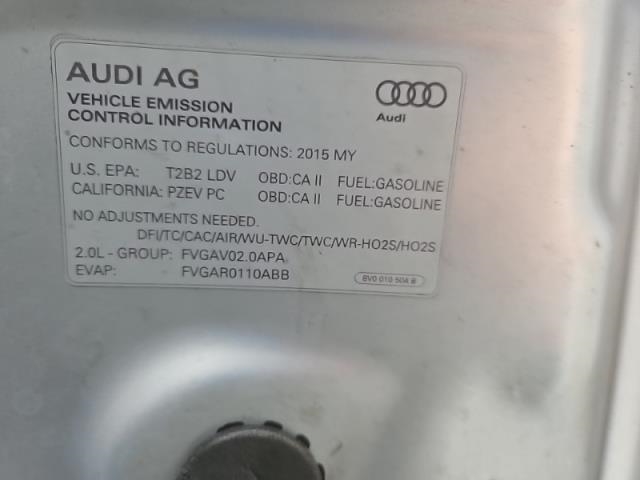 AUDI AG
Audi
VEHICLE EMISSION
CONTROL INFORMATION
CONFORMS TO REGULATIONS: 2015 MY
U.S. EPA: T2B2 LDV OBD:CA II FUEL:GASOLINE
CALIFORNIA: PZEV PC OBD:CA II FUEL:GASOLINE
NO ADJUSTMENTS NEEDED.
DFI/TC/CAC/AIR/WU-TWC/TWC/WR-HO2S/HO2S
2.0L - GROUP: FVGAV02.0APA
EVAP: FVGAR0110ABB
8V0 010 504 B